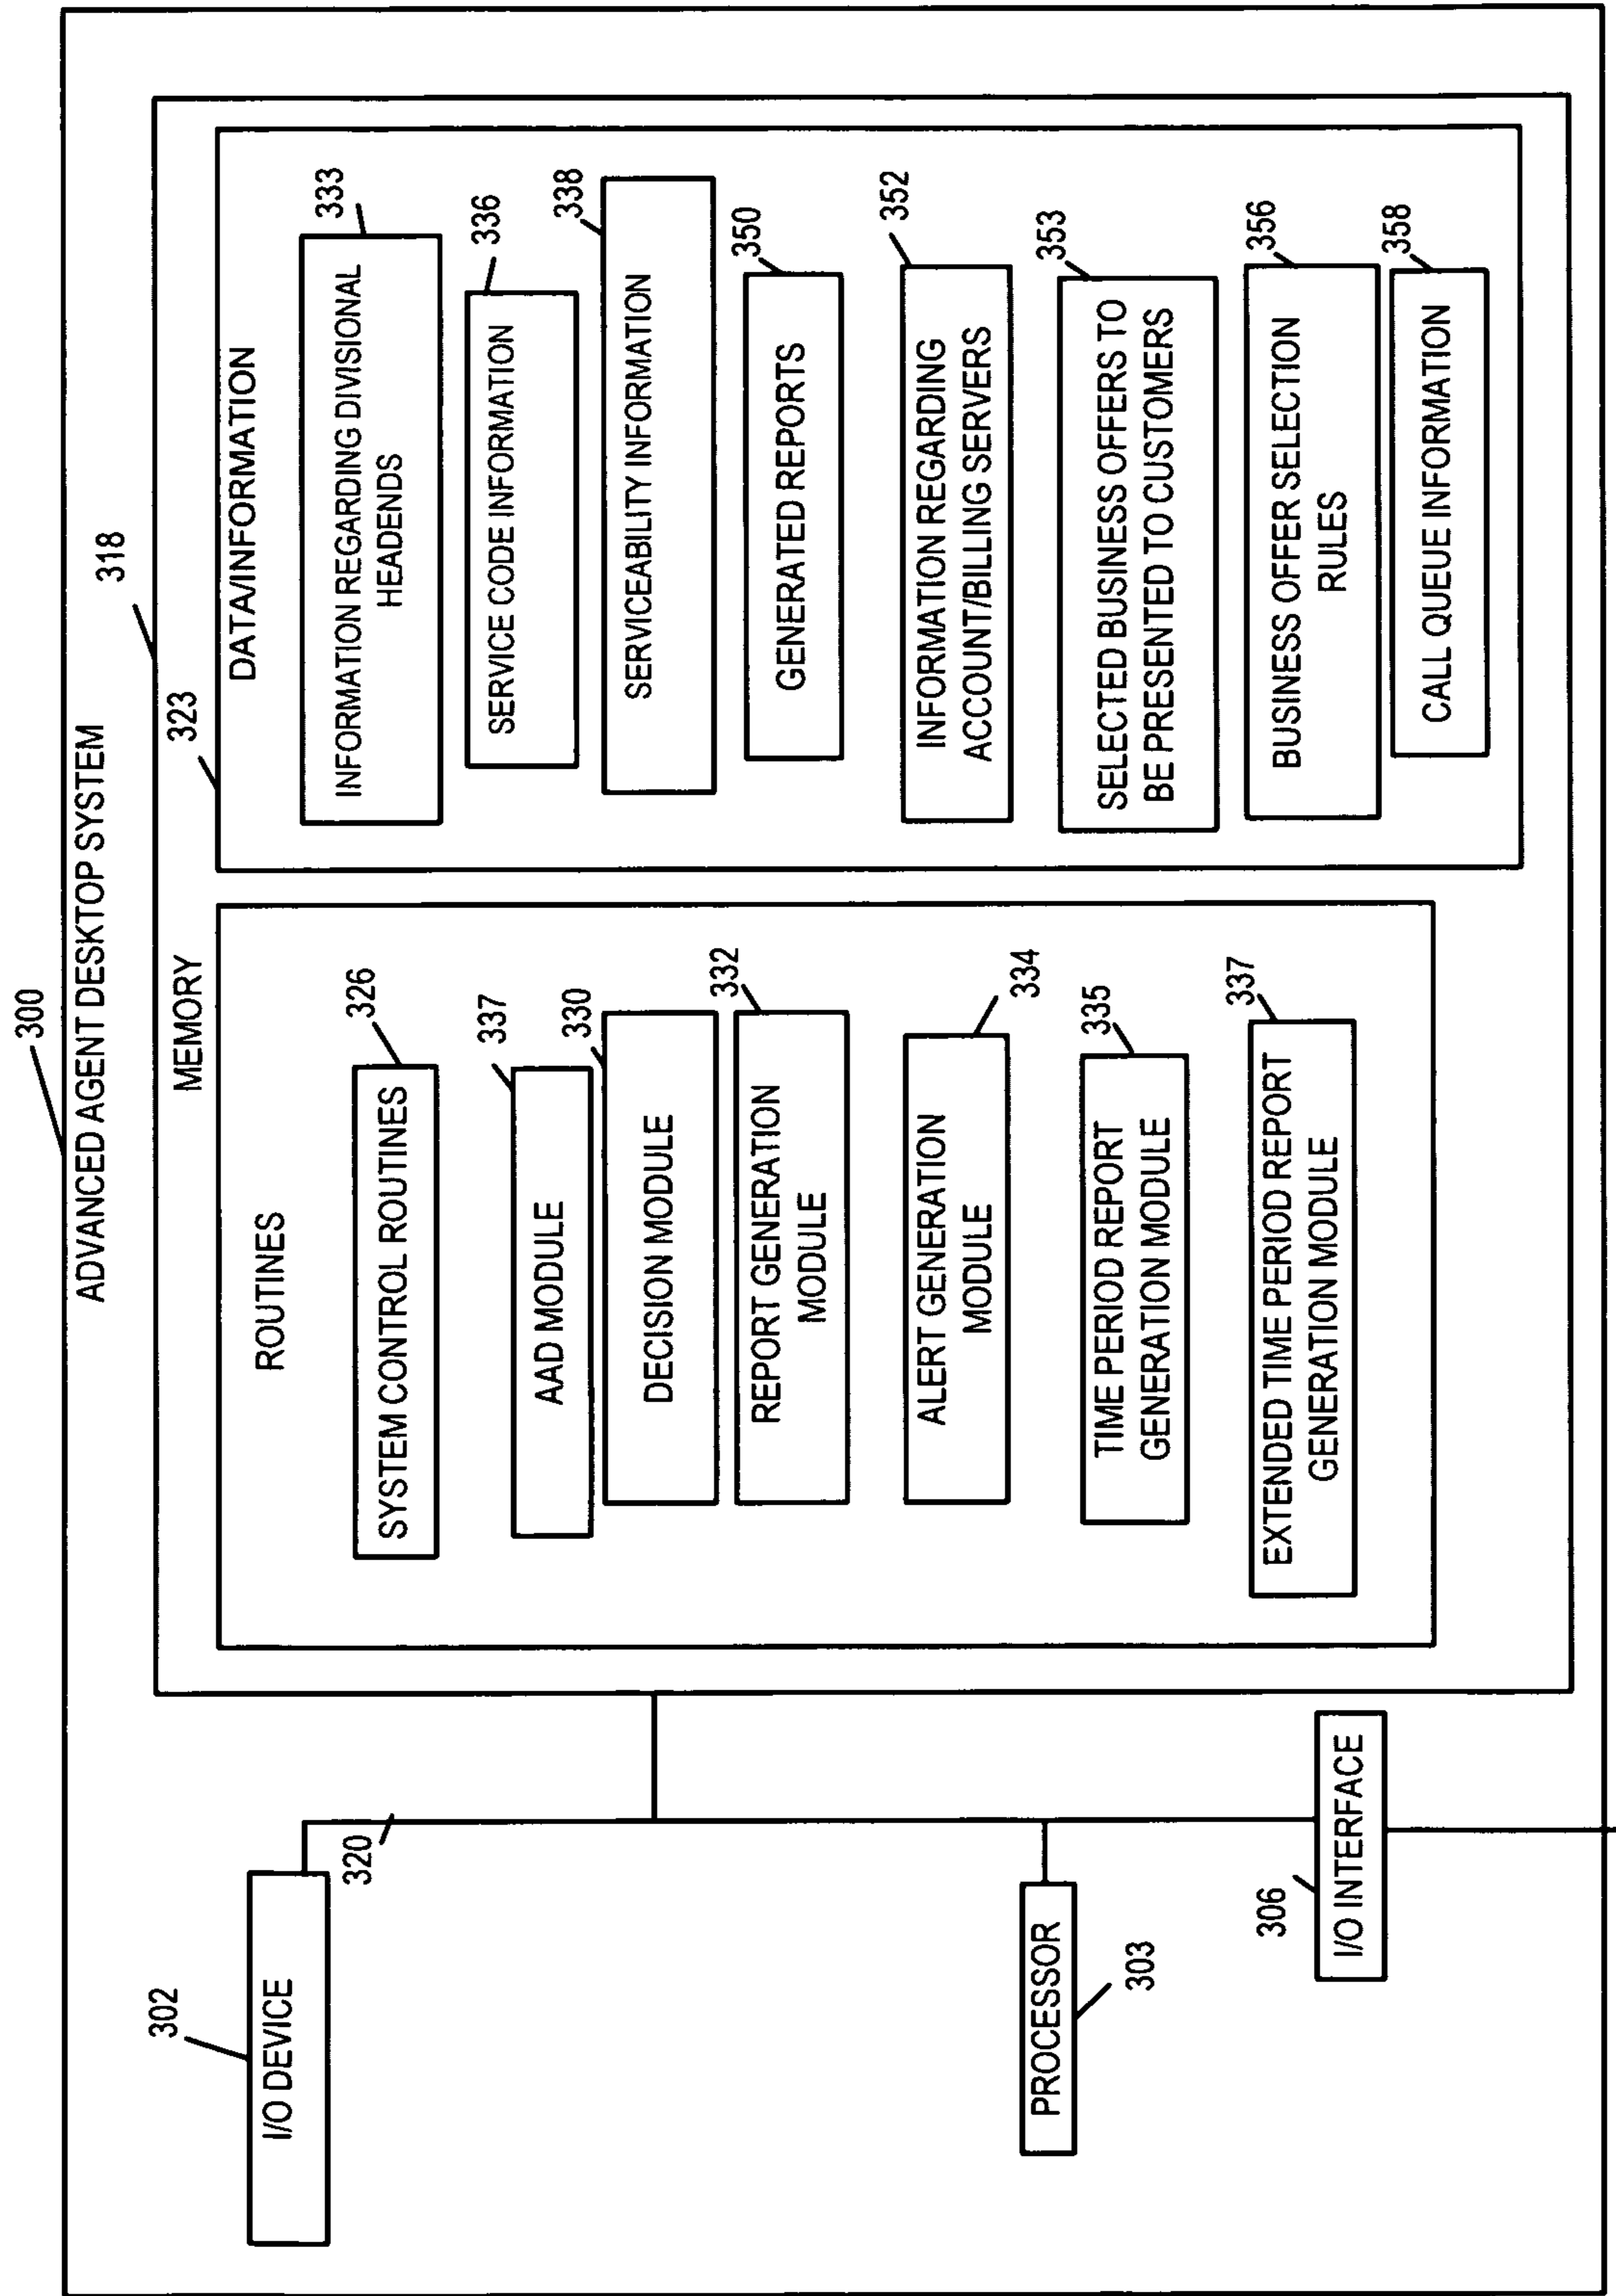 300
ADVANCED AGENT DESKTOP SYSTEM
318
302
I/O DEVICE
320
PROCESSOR
303
306
I/O INTERFACE
MEMORY
ROUTINES
326
SYSTEM CONTROL ROUTINES
337
AAD MODULE
330
DECISION MODULE
332
REPORT GENERATION
MODULE
ALERT GENERATION
MODULE
334
335
TIME PERIOD REPORT
GENERATION MODULE
337
EXTENDED TIME PERIOD REPORT
GENERATION MODULE
323
DATA/INFORMATION
333
INFORMATION REGARDING DIVISIONAL
HEADENDS
336
SERVICE CODE INFORMATION
338
SERVICEABILITY INFORMATION
350
GENERATED REPORTS
352
INFORMATION REGARDING
ACCOUNT/BILLING SERVERS
353
SELECTED BUSINESS OFFERS TO
BE PRESENTED TO CUSTOMERS
356
BUSINESS OFFER SELECTION
RULES
358
CALL QUEUE INFORMATION